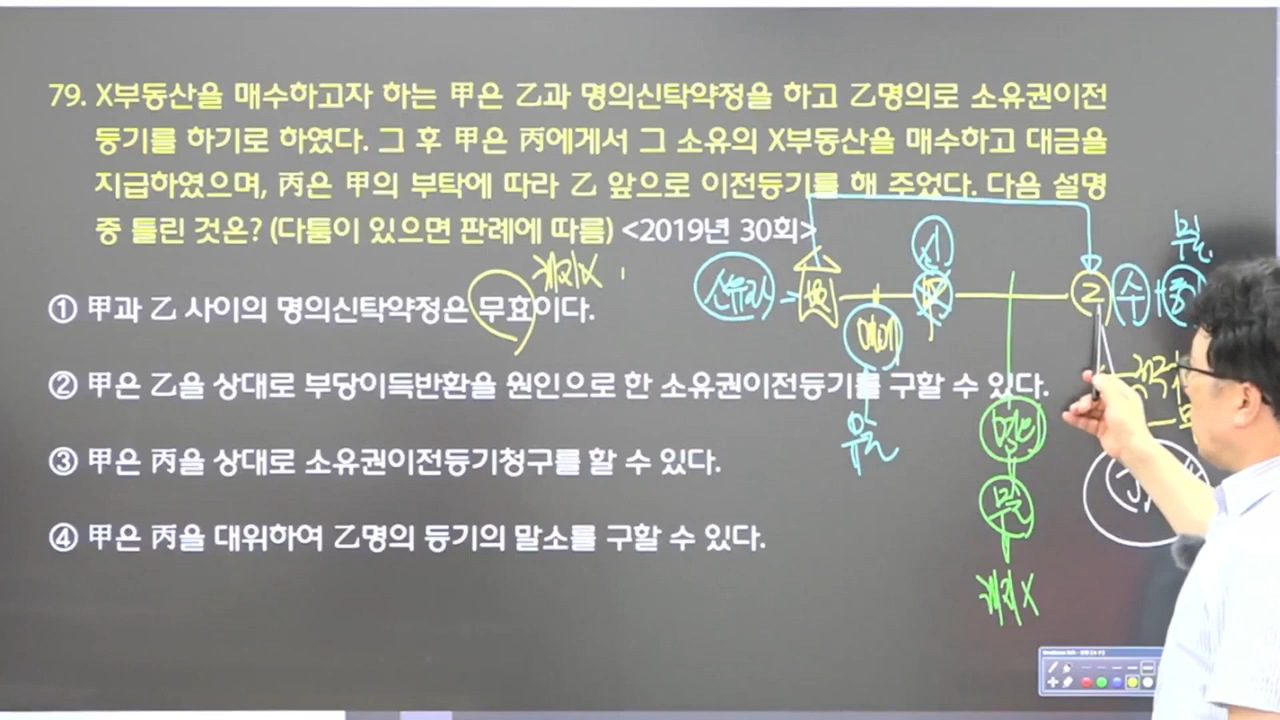 79. X부동산을 매수하고자 하는 甲은 乙과 명의신탁약정을 하고 乙명의로 소유권이전
등기를 하기로 하였다. 그 후 甲은 丙에게서 그 소유의 X부동산을 매수하고 대금을
지급하였으며, 丙은 甲의 부탁에 따라 乙 앞으로 이전등기를 해 주었다. 다음 설명
중 틀린 것은? (다툼이 있으면 판례에 따름) <2019년 30회>
① 甲과 乙 사이의 명의신탁약정은 무효이다.
② 甲은 乙을 상대로 부당이득반환을 원인으로 한 소유권이전등기를 구할 수 있다.
③ 甲은 丙을 상대로 소유권이전등기청구를 할 수 있다.
④ 甲은 丙을 대위하여 乙명의 등기의 말소를 구할 수 있다.
신
수
매매
명의